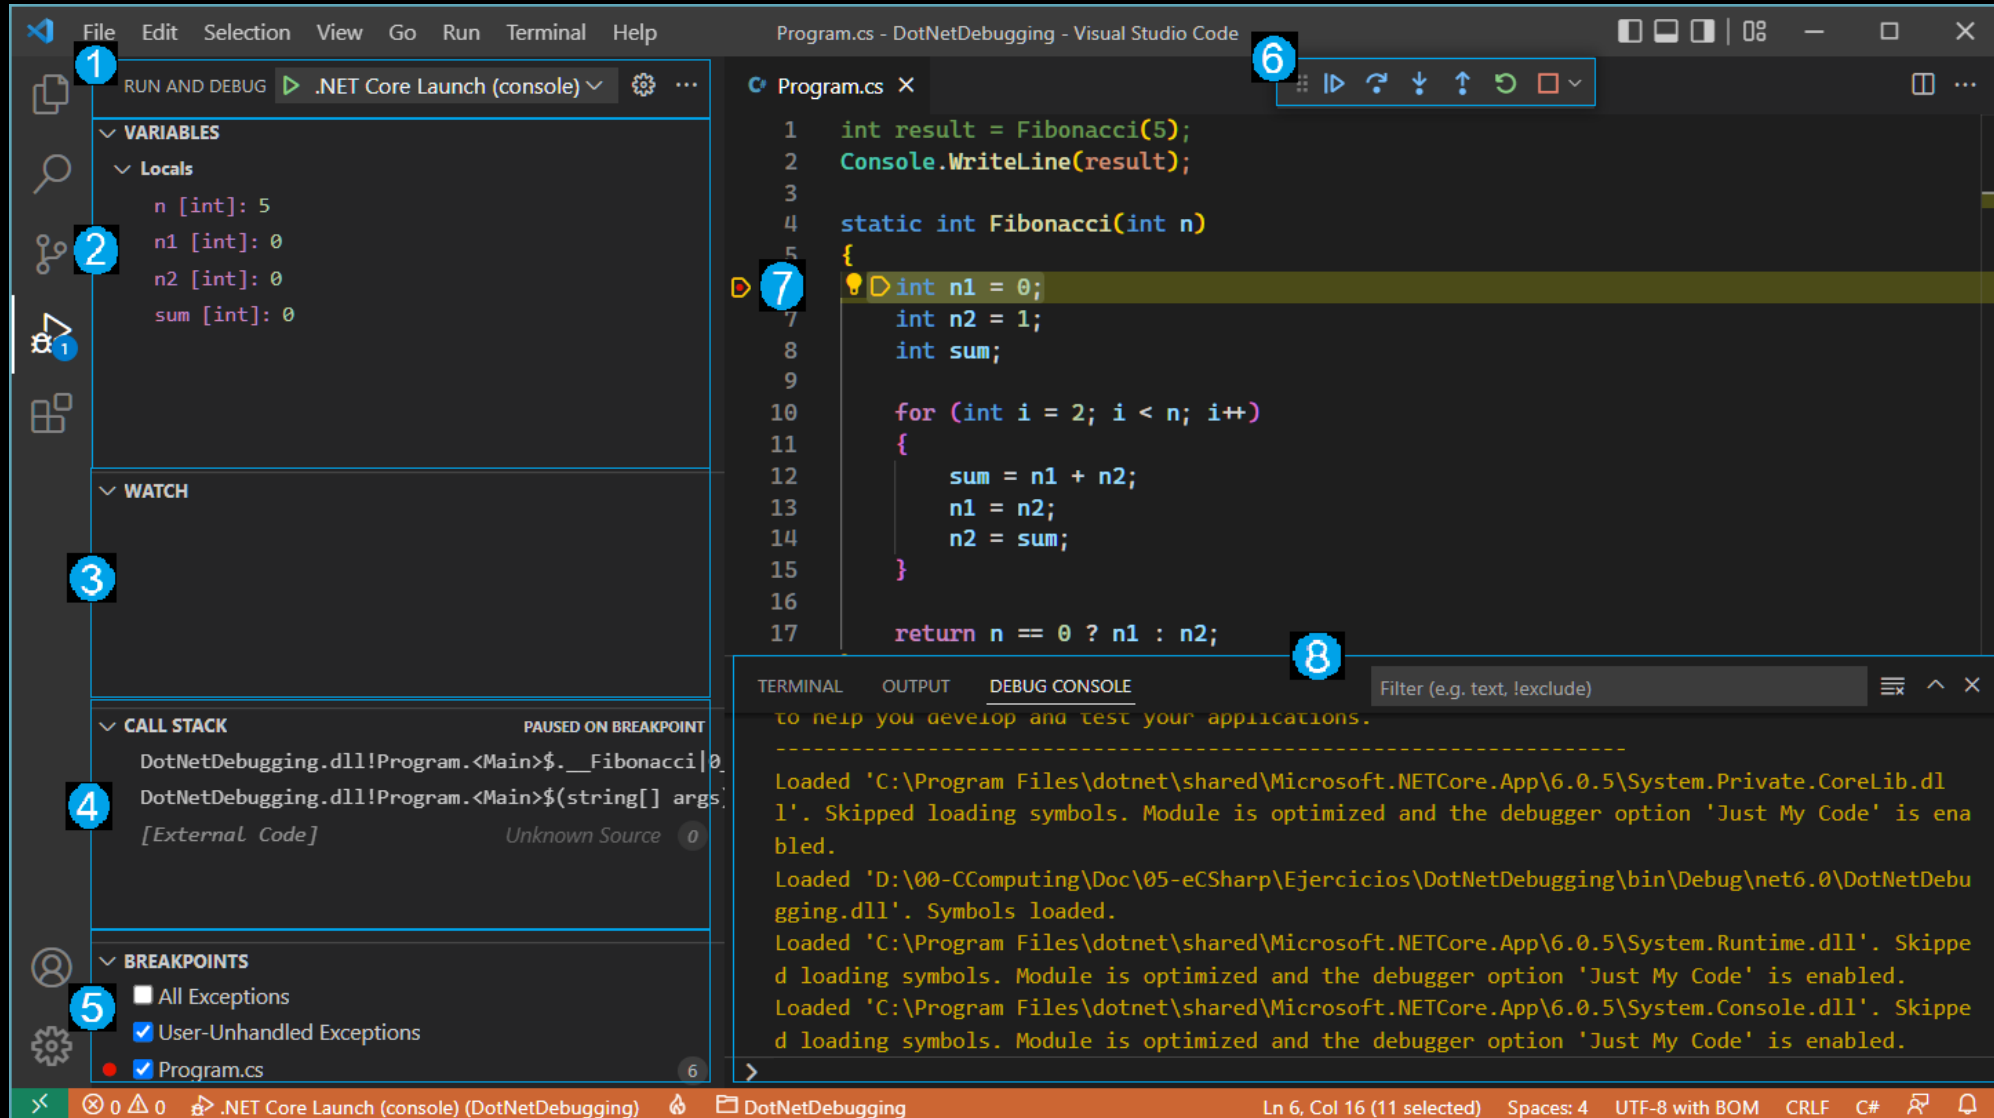 File Edit Selection View Go Run Terminal Help
Program.cs - DotNetDebugging - Visual Studio Code
1
RUN AND DEBUG .NET Core Launch (console)
VARIABLES
Locals
n [int]: 5
n1 [int]: 0
2
n2 [int]: 0
sum [int]: 0
1
WATCH
3
CALL STACK PAUSED ON BREAKPOINT
DotNetDebugging.dll!Program.<Main>$.__Fibonacci|0_
DotNetDebugging.dll!Program.<Main>$(string[] args)
4
[External Code] Unknown Source 0
BREAKPOINTS
All Exceptions
5
User-Unhandled Exceptions
Program.cs 6
6
Program.cs
1 int result = Fibonacci(5);
2 Console.WriteLine(result);
3
4 static int Fibonacci(int n)
5 {
7 int n1 = 0;
7 int n2 = 1;
8 int sum;
9
10 for (int i = 2; i < n; i++)
11 {
12 sum = n1 + n2;
13 n1 = n2;
14 n2 = sum;
15 }
16
17 return n == 0 ? n1 : n2;
8
TERMINAL OUTPUT DEBUG CONSOLE Filter (e.g. text, !exclude)
to help you develop and test your applications.
-------------------------------------------------------------------
Loaded 'C:\Program Files\dotnet\shared\Microsoft.NETCore.App\6.0.5\System.Private.CoreLib.dl
l'. Skipped loading symbols. Module is optimized and the debugger option 'Just My Code' is ena
bled.
Loaded 'D:\00-CComputing\Doc\05-eCSharp\Ejercicios\DotNetDebugging\bin\Debug\net6.0\DotNetDebu
gging.dll'. Symbols loaded.
Loaded 'C:\Program Files\dotnet\shared\Microsoft.NETCore.App\6.0.5\System.Runtime.dll'. Skippe
d loading symbols. Module is optimized and the debugger option 'Just My Code' is enabled.
Loaded 'C:\Program Files\dotnet\shared\Microsoft.NETCore.App\6.0.5\System.Console.dll'. Skippe
d loading symbols. Module is optimized and the debugger option 'Just My Code' is enabled.
0 0 .NET Core Launch (console) (DotNetDebugging) DotNetDebugging Ln 6, Col 16 (11 selected) Spaces: 4 UTF-8 with BOM CRLF C#